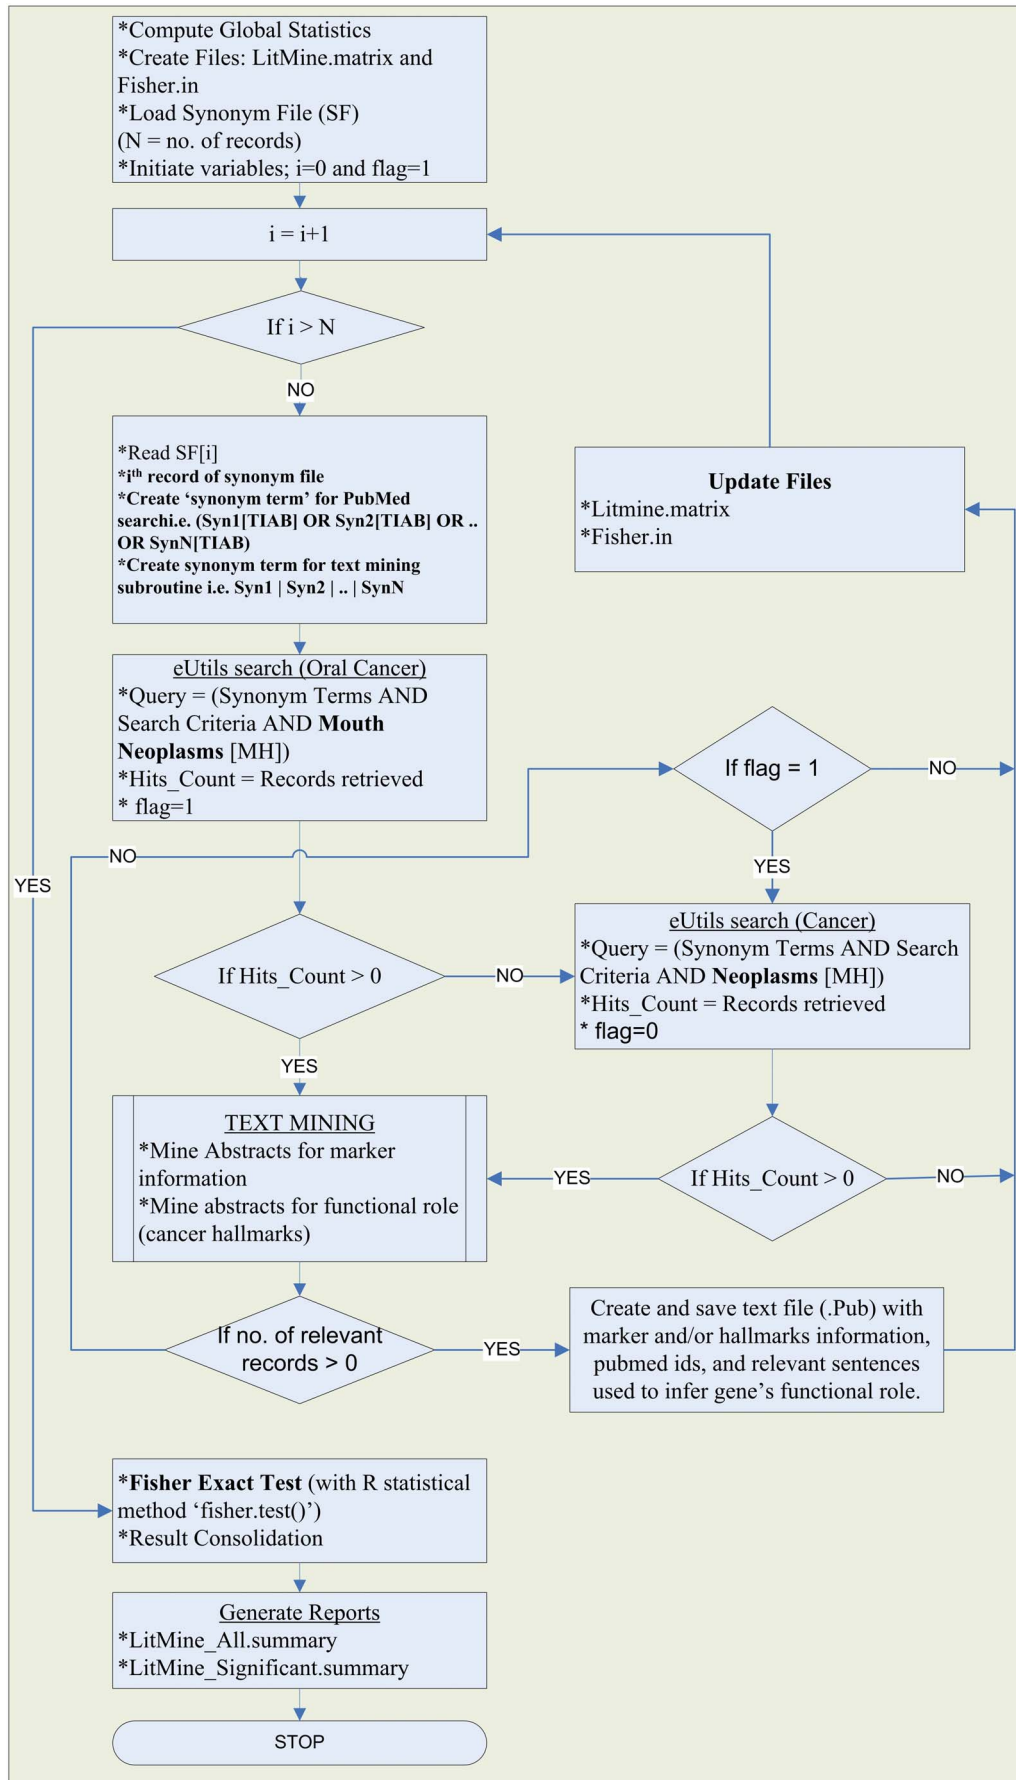 *Compute Global Statistics
*Create Files: LitMine.matrix and
Fisher.in
*Load Synonym File (SF)
(N = no. of records)
*Initiate variables; i=0 and flag=1
i = i+1
If i > N
NO
*Read SF[i]
*ith record of synonym file
*Create ‘synonym term’ for PubMed
searchi.e. (Syn1[TIAB] OR Syn2[TIAB] OR ..
OR SynN[TIAB)
*Create synonym term for text mining
subroutine i.e. Syn1 | Syn2 | .. | SynN
Update Files
*Litmine.matrix
*Fisher.in
eUtils search (Oral Cancer)
*Query = (Synonym Terms AND
Search Criteria AND Mouth
Neoplasms [MH])
*Hits_Count = Records retrieved
* flag=1
If flag = 1
NO
NO
YES
YES
eUtils search (Cancer)
*Query = (Synonym Terms AND Search
Criteria AND Neoplasms [MH])
*Hits_Count = Records retrieved
* flag=0
If Hits_Count > 0
NO
YES
TEXT MINING
*Mine Abstracts for marker
information
*Mine abstracts for functional role
(cancer hallmarks)
YES
If Hits_Count > 0
NO
If no. of relevant
records > 0
YES
Create and save text file (.Pub) with
marker and/or hallmarks information,
pubmed ids, and relevant sentences
used to infer gene’s functional role.
*Fisher Exact Test (with R statistical
method ‘fisher.test()’)
*Result Consolidation
Generate Reports
*LitMine_All.summary
*LitMine_Significant.summary
STOP